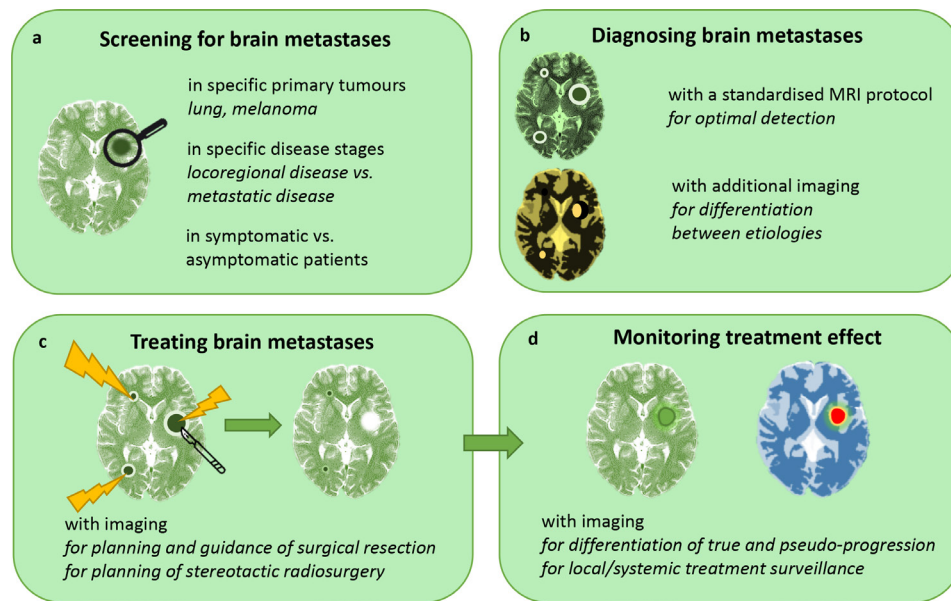 a
Screening for brain metastases
in specific primary tumours
lung, melanoma
in specific disease stages
locoregional disease vs.
metastatic disease
in symptomatic vs.
asymptomatic patients
b
Diagnosing brain metastases
with a standardised MRI protocol
for optimal detection
with additional imaging
for differentiation
between etiologies
c
Treating brain metastases
with imaging
for planning and guidance of surgical resection
for planning of stereotactic radiosurgery
d
Monitoring treatment effect
with imaging
for differentiation of true and pseudo-progression
for local/systemic treatment surveillance